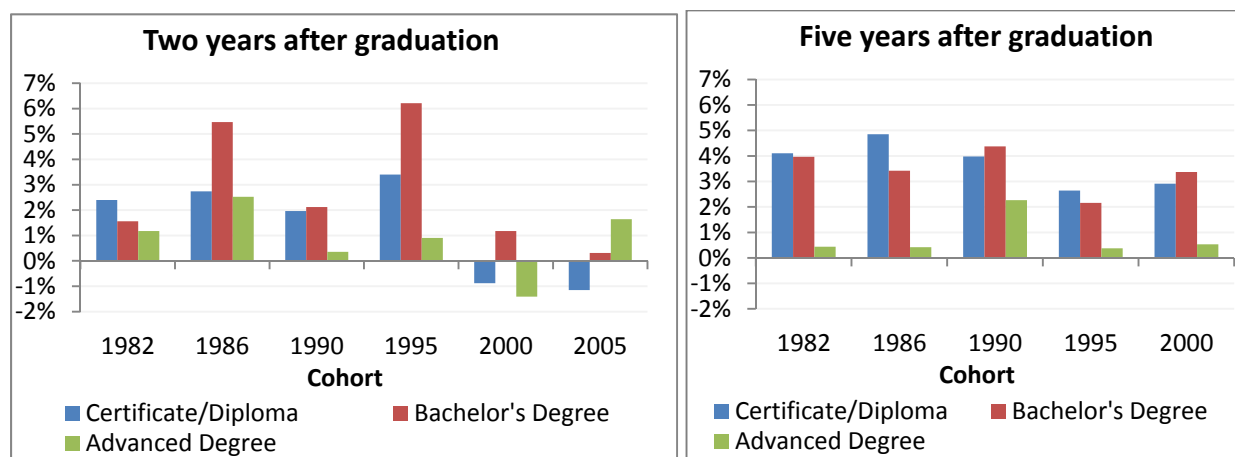 Two years after graduation
7%
6%
5%
4%
3%
2%
1%
0%
-1%
-2%
1982 1986 1990 1995 2000 2005
Cohort
Certificate/Diploma Bachelor's Degree
Advanced Degree
Five years after graduation
7%
6%
5%
4%
3%
2%
1%
0%
-1%
-2%
1982 1986 1990 1995 2000
Cohort
Certificate/Diploma Bachelor's Degree
Advanced Degree